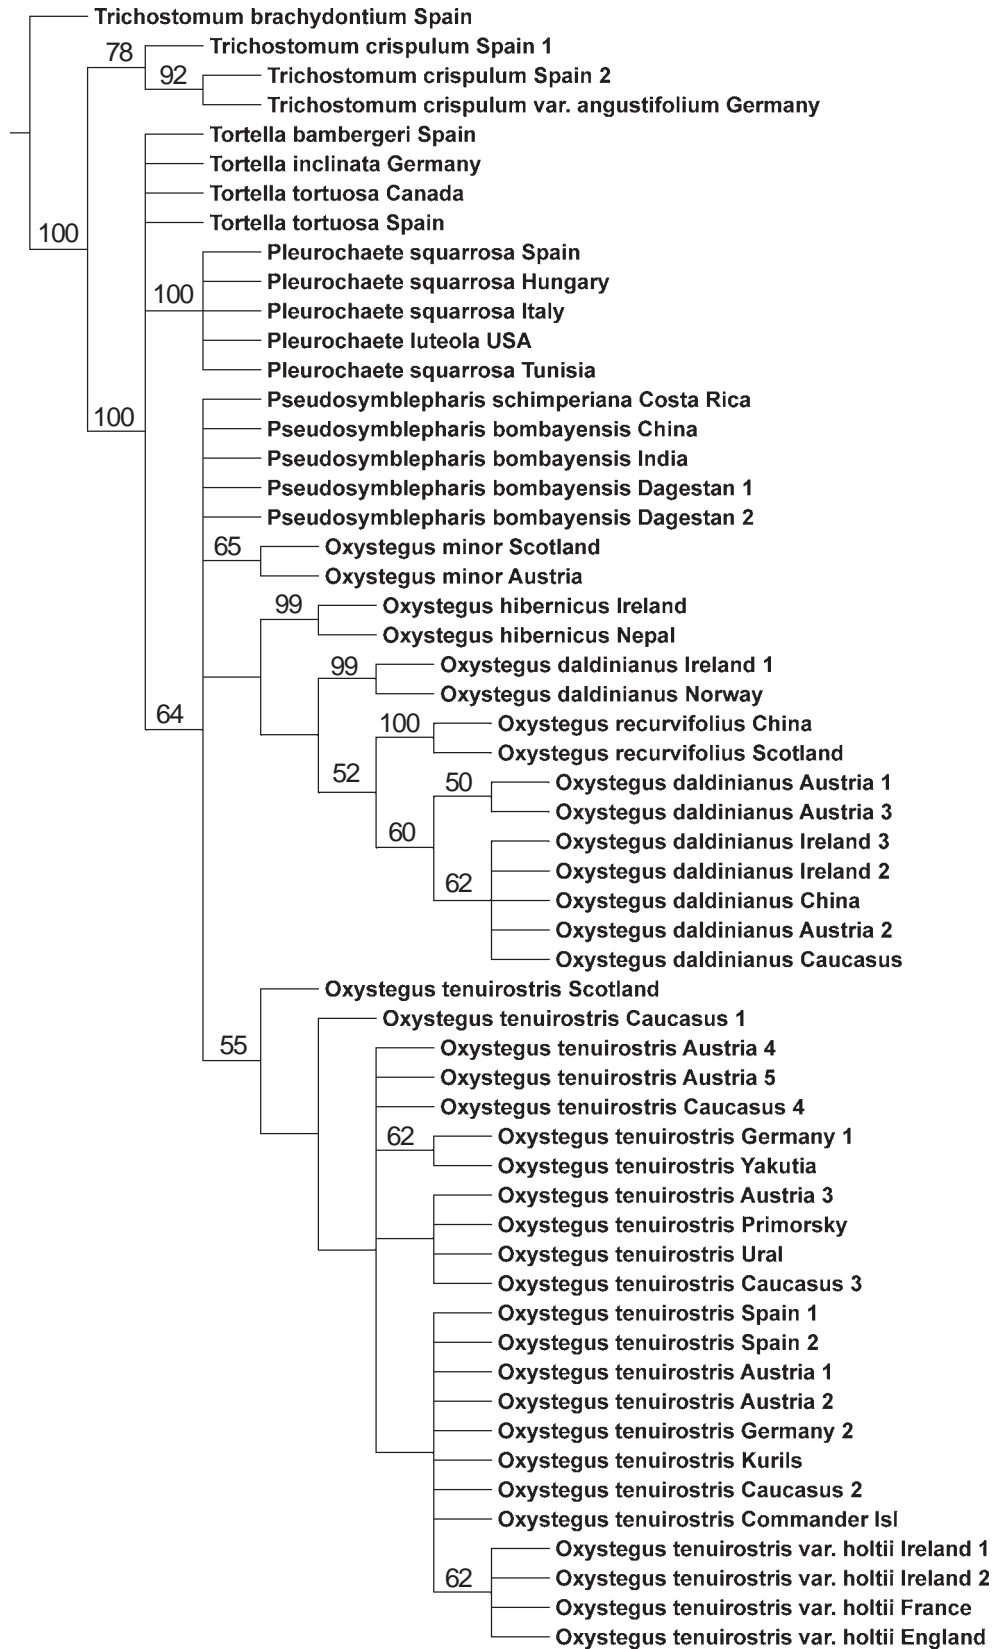 Trichostomum brachydontium Spain
78 Trichostomum crispulum Spain 1
92 Trichostomum crispulum Spain 2
Trichostomum crispulum var. angustifolium Germany
Tortella bambergeri Spain
Tortella inclinata Germany
Tortella tortuosa Canada
Tortella tortuosa Spain
100
Pleurochaete squarrosa Spain
Pleurochaete squarrosa Hungary
100 Pleurochaete squarrosa Italy
Pleurochaete luteola USA
Pleurochaete squarrosa Tunisia
Pseudosymblepharis schimperiana Costa Rica
100 Pseudosymblepharis bombayensis China
Pseudosymblepharis bombayensis India
Pseudosymblepharis bombayensis Dagestan 1
Pseudosymblepharis bombayensis Dagestan 2
65 Oxystegus minor Scotland
Oxystegus minor Austria
99 Oxystegus hibernicus Ireland
Oxystegus hibernicus Nepal
99 Oxystegus daldinianus Ireland 1
Oxystegus daldinianus Norway
64 100 Oxystegus recurvifolius China
Oxystegus recurvifolius Scotland
52 50 Oxystegus daldinianus Austria 1
Oxystegus daldinianus Austria 3
60 Oxystegus daldinianus Ireland 3
Oxystegus daldinianus Ireland 2
62 Oxystegus daldinianus China
Oxystegus daldinianus Austria 2
Oxystegus daldinianus Caucasus
Oxystegus tenuirostris Scotland
Oxystegus tenuirostris Caucasus 1
55 Oxystegus tenuirostris Austria 4
Oxystegus tenuirostris Austria 5
Oxystegus tenuirostris Caucasus 4
62 Oxystegus tenuirostris Germany 1
Oxystegus tenuirostris Yakutia
Oxystegus tenuirostris Austria 3
Oxystegus tenuirostris Primorsky
Oxystegus tenuirostris Ural
Oxystegus tenuirostris Caucasus 3
Oxystegus tenuirostris Spain 1
Oxystegus tenuirostris Spain 2
Oxystegus tenuirostris Austria 1
Oxystegus tenuirostris Austria 2
Oxystegus tenuirostris Germany 2
Oxystegus tenuirostris Kurils
Oxystegus tenuirostris Caucasus 2
Oxystegus tenuirostris Commander Isl
Oxystegus tenuirostris var. holtii Ireland 1
62 Oxystegus tenuirostris var. holtii Ireland 2
Oxystegus tenuirostris var. holtii France
Oxystegus tenuirostris var. holtii England